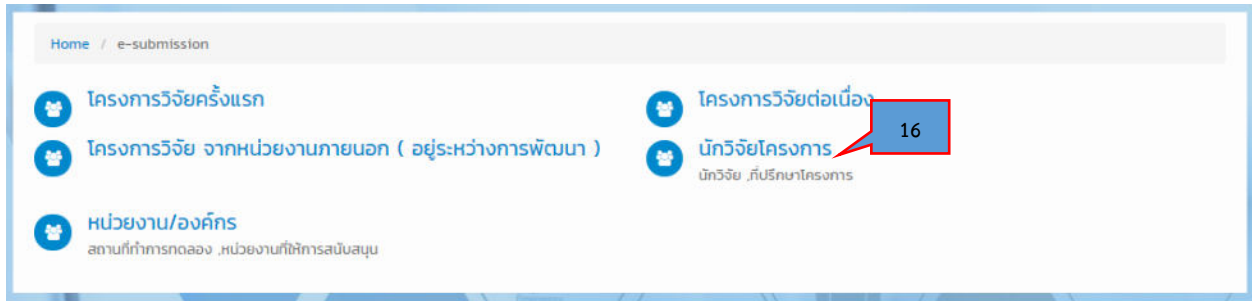 Home / e-submission
โครงการวิจัยครั้งแรก
โครงการวิจัยต่อเนื่อง
16
โครงการวิจัย จากหน่วยงานภายนอก ( อยู่ระหว่างการพัฒนา )
นักวิจัยโครงการ
นักวิจัย ,ที่ปรึกษาโครงการ
หน่วยงาน/องค์กร
สถานที่ทำการทดลอง ,หน่วยงานที่ให้การสนับสนุน